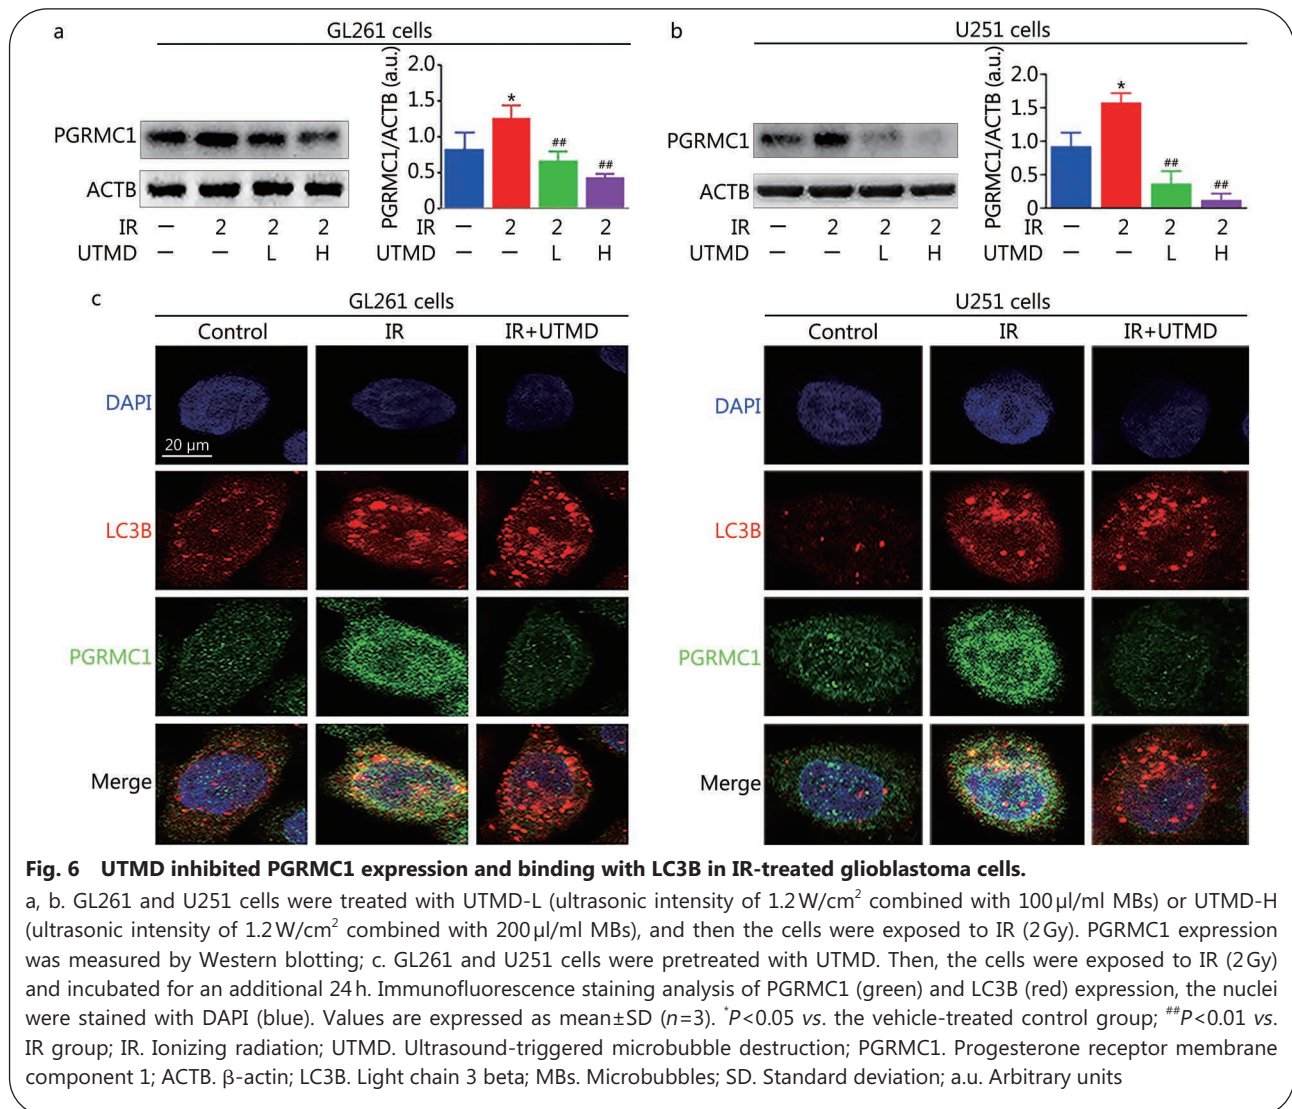 a
GL261 cells
PGRMC1
ACTB
IR — 2 2 2
UTMD — — L H
PGRMC1/ACTB (a.u.)
2.0
1.5
1.0
0.5
0
*
##
##
— 2 2 2
— — L H
b
U251 cells
PGRMC1
ACTB
IR — 2 2 2
UTMD — — L H
PGRMC1/ACTB (a.u.)
2.0
1.5
1.0
0.5
0
*
##
##
— 2 2 2
— — L H
c
GL261 cells
Control IR IR+UTMD
DAPI
20 μm
LC3B
PGRMC1
Merge
U251 cells
Control IR IR+UTMD
DAPI
LC3B
PGRMC1
Merge
Fig. 6 UTMD inhibited PGRMC1 expression and binding with LC3B in IR-treated glioblastoma cells.
a, b. GL261 and U251 cells were treated with UTMD-L (ultrasonic intensity of 1.2 W/cm² combined with 100 μl/ml MBs) or UTMD-H
(ultrasonic intensity of 1.2 W/cm² combined with 200 μl/ml MBs), and then the cells were exposed to IR (2 Gy). PGRMC1 expression
was measured by Western blotting; c. GL261 and U251 cells were pretreated with UTMD. Then, the cells were exposed to IR (2 Gy)
and incubated for an additional 24 h. Immunofluorescence staining analysis of PGRMC1 (green) and LC3B (red) expression, the nuclei
were stained with DAPI (blue). Values are expressed as mean±SD (n=3). *P<0.05 vs. the vehicle-treated control group; ##P<0.01 vs.
IR group; IR. Ionizing radiation; UTMD. Ultrasound-triggered microbubble destruction; PGRMC1. Progesterone receptor membrane
component 1; ACTB. β-actin; LC3B. Light chain 3 beta; MBs. Microbubbles; SD. Standard deviation; a.u. Arbitrary units